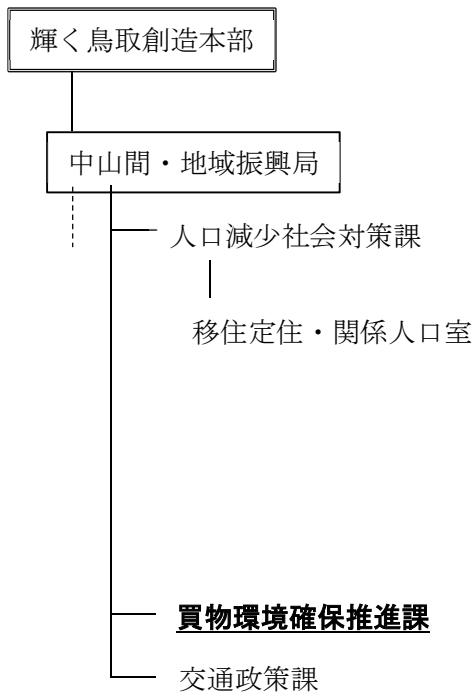 輝く鳥取創造本部
中山間・地域振興局
人口減少社会対策課
移住定住・関係人口室
買物環境確保推進課
交通政策課